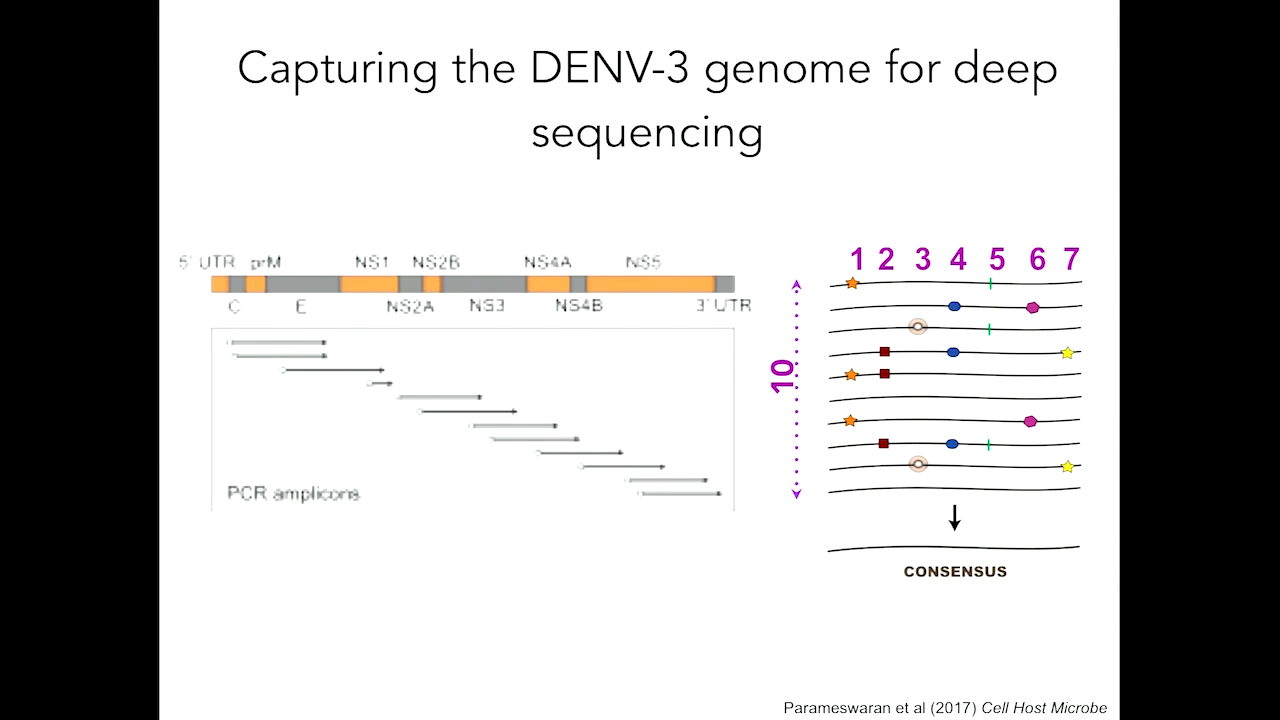 Capturing the DENV-3 genome for deep
sequencing
5' UTR prM NS1 NS2B NS4A NS5
C E NS2A NS3 NS4B 3' UTR
PCR amplicons
1 2 3 4 5 6 7
10
CONSENSUS
Parameswaran et al (2017) Cell Host Microbe